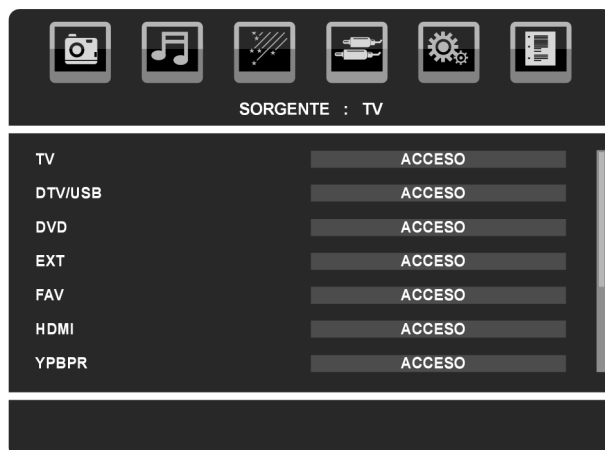 SORGENTE : TV
TV ACCESO
DTV/USB ACCESO
DVD ACCESO
EXT ACCESO
FAV ACCESO
HDMI ACCESO
YPBPR ACCESO